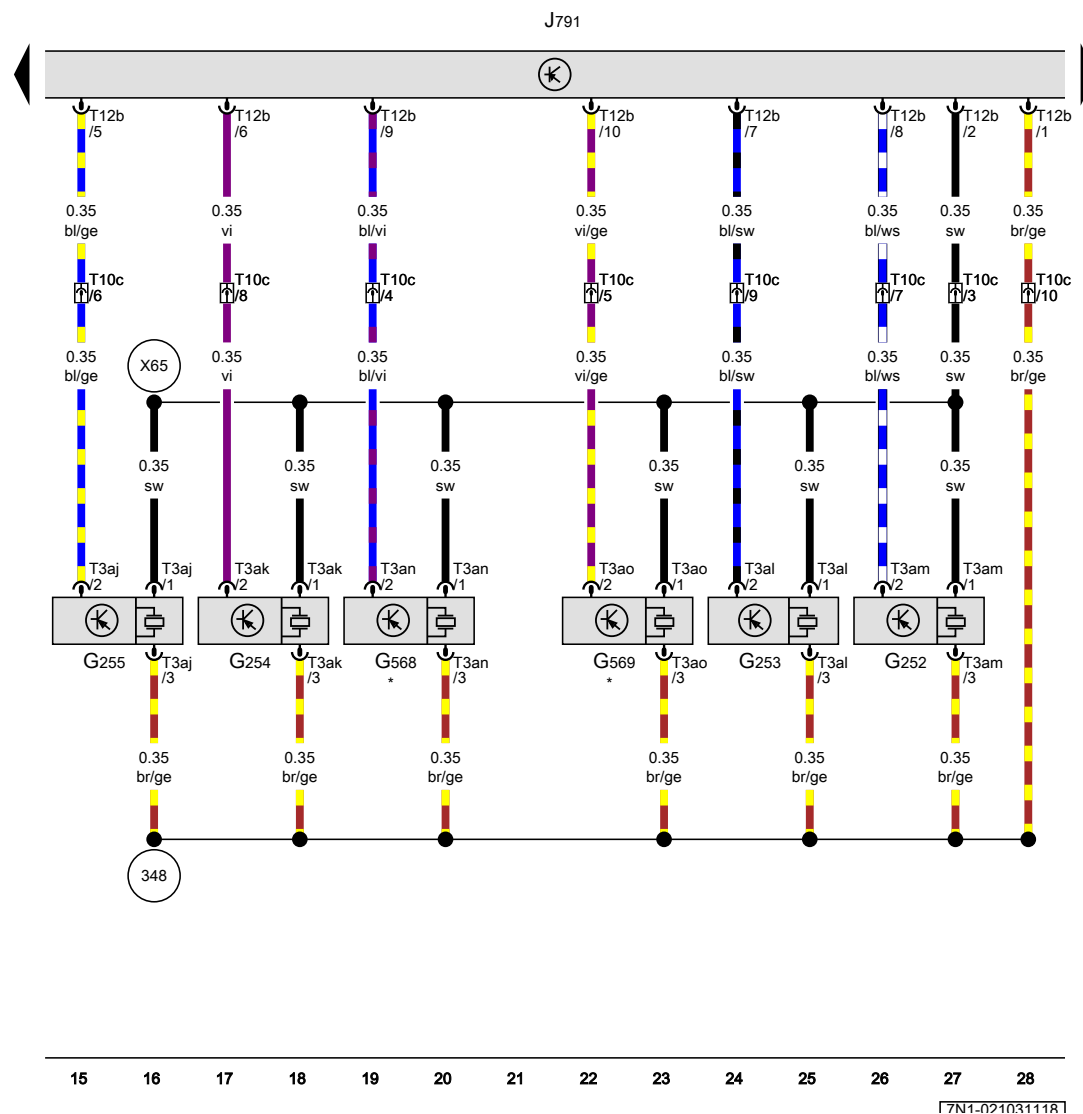 J791
T12b T12b T12b T12b T12b T12b T12b T12b
/5 /6 /9 /10 /7 /8 /2 /1
0.35 0.35 0.35 0.35 0.35 0.35 0.35 0.35
bl/ge vi bl/vi vi/ge bl/sw bl/ws sw br/ge
T10c T10c T10c T10c T10c T10c T10c T10c
/6 /8 /4 /5 /9 /7 /3 /10
0.35 X65 0.35 0.35 0.35 0.35 0.35 0.35 0.35
bl/ge vi bl/vi vi/ge bl/sw bl/ws sw br/ge
0.35 0.35 0.35 0.35 0.35 0.35
sw sw sw sw sw sw
T3aj T3aj T3ak T3ak T3an T3an T3ao T3ao T3al T3al T3am T3am
/2 /1 /2 /1 /2 /1 /2 /1 /2 /1 /2 /1
G255 T3aj G254 T3ak G568 T3an G569 T3ao G253 T3al G252 T3am
/3 /3 * /3 * /3 /3 /3
0.35 0.35 0.35 0.35 0.35 0.35
br/ge br/ge br/ge br/ge br/ge br/ge
348
15 16 17 18 19 20 21 22 23 24 25 26 27 28
7N1-021031118